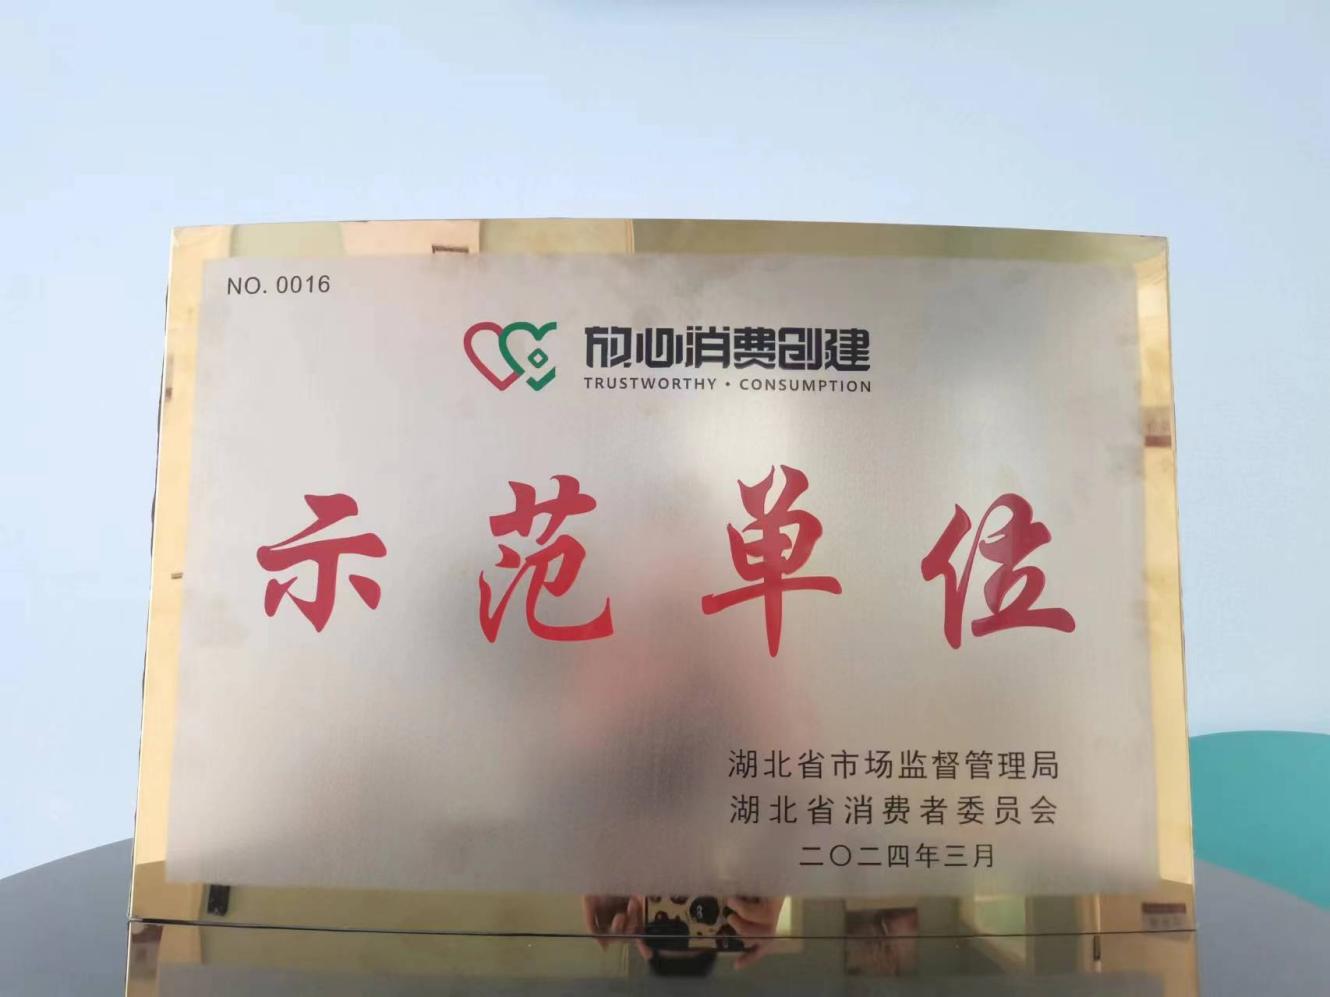 NO. 0016
放心消费创建
TRUSTWORTHY · CONSUMPTION
示范单位
湖北省市场监督管理局
湖北省消费者委员会
二〇二四年三月